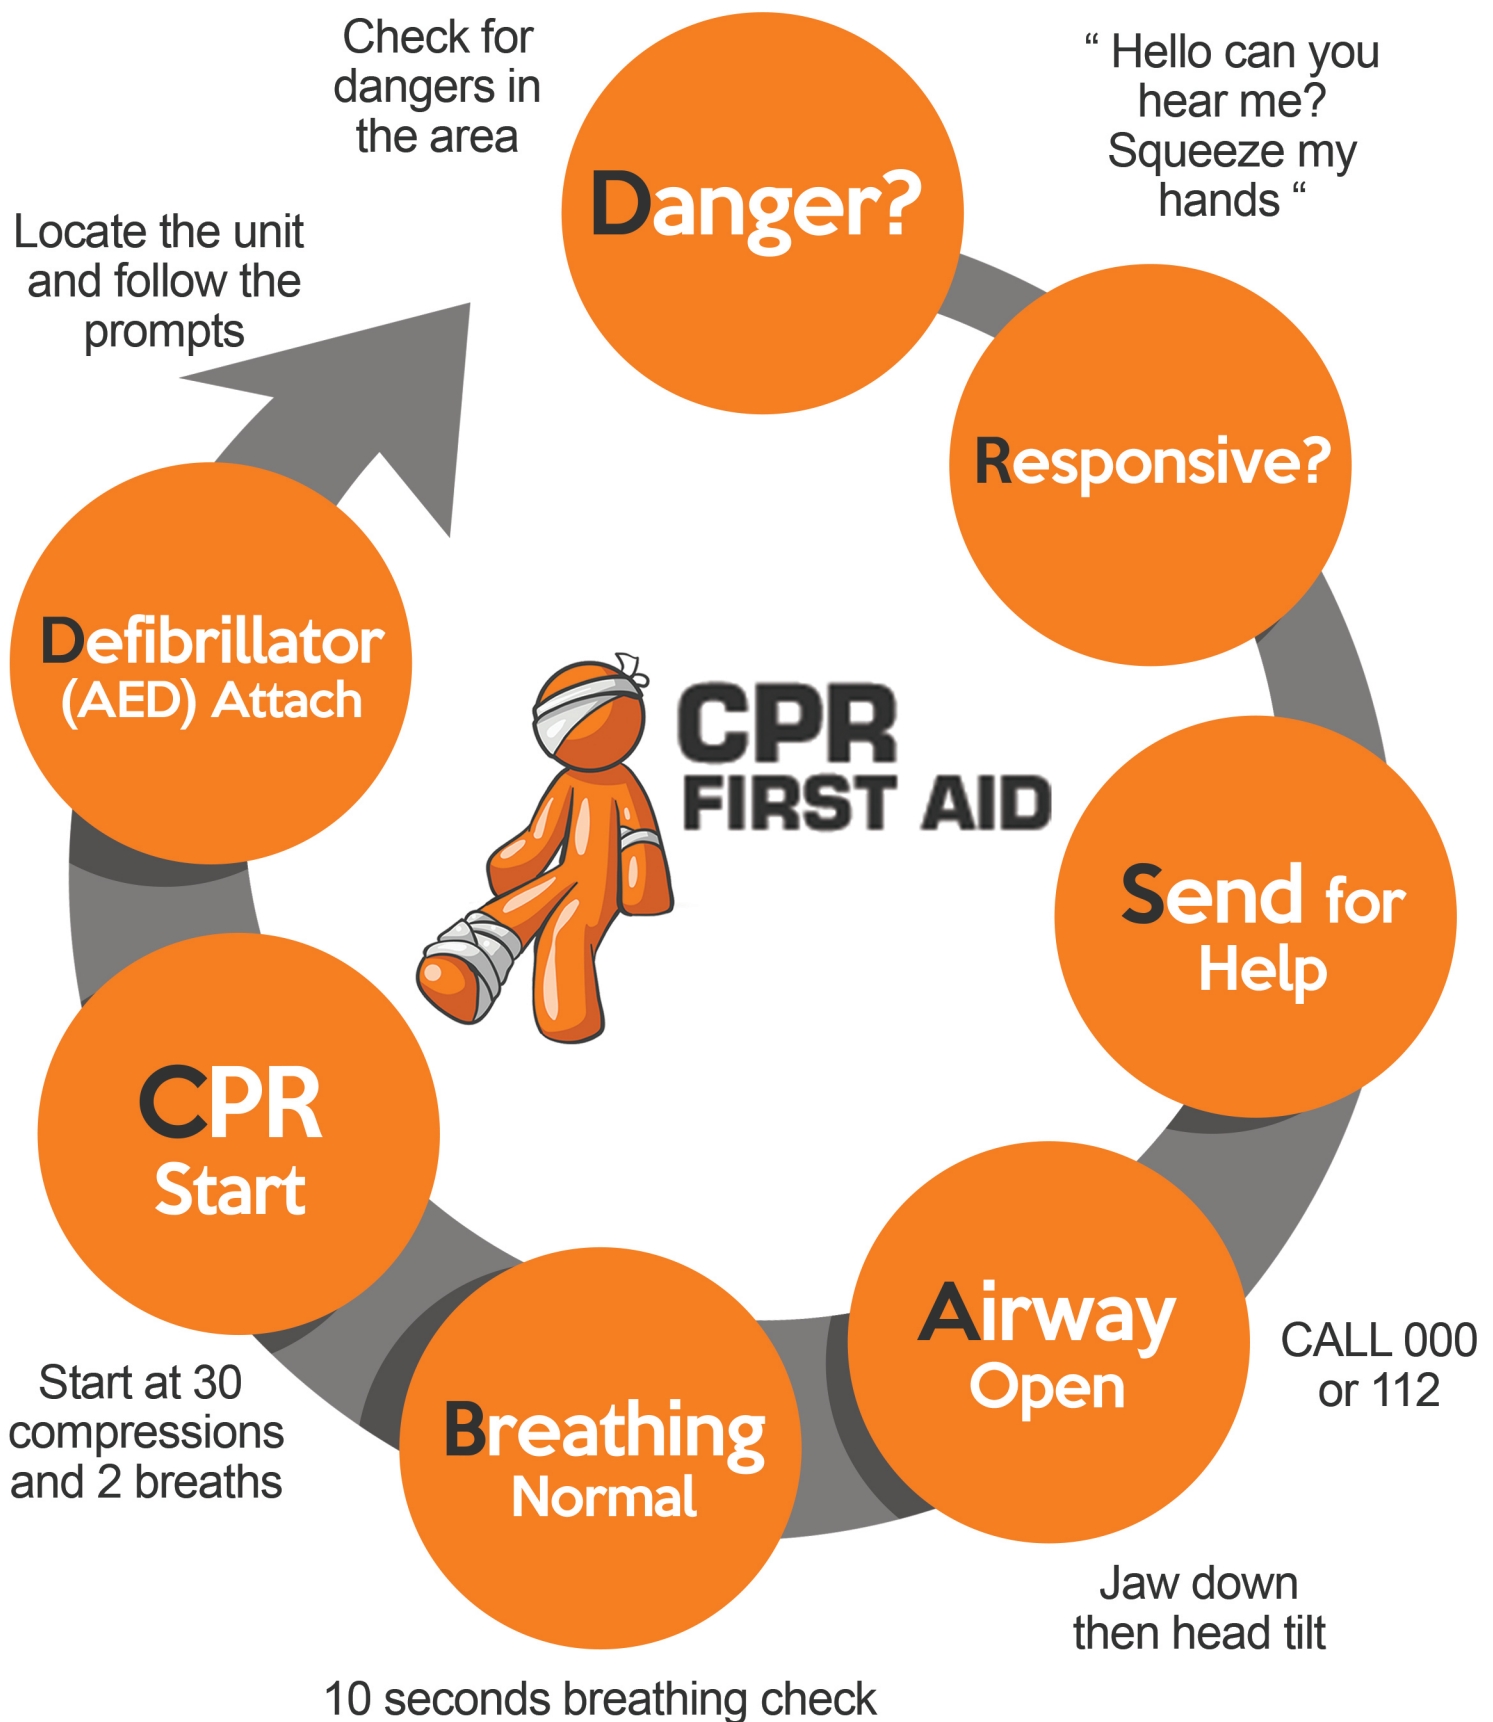 Check for
dangers in
the area
Danger?
“ Hello can you
hear me?
Squeeze my
hands “
Responsive?
Send for
Help
CALL 000
or 112
Airway
Open
Jaw down
then head tilt
Breathing
Normal
10 seconds breathing check
CPR
Start
Start at 30
compressions
and 2 breaths
Defibrillator
(AED) Attach
Locate the unit
and follow the
prompts
CPR
FIRST AID